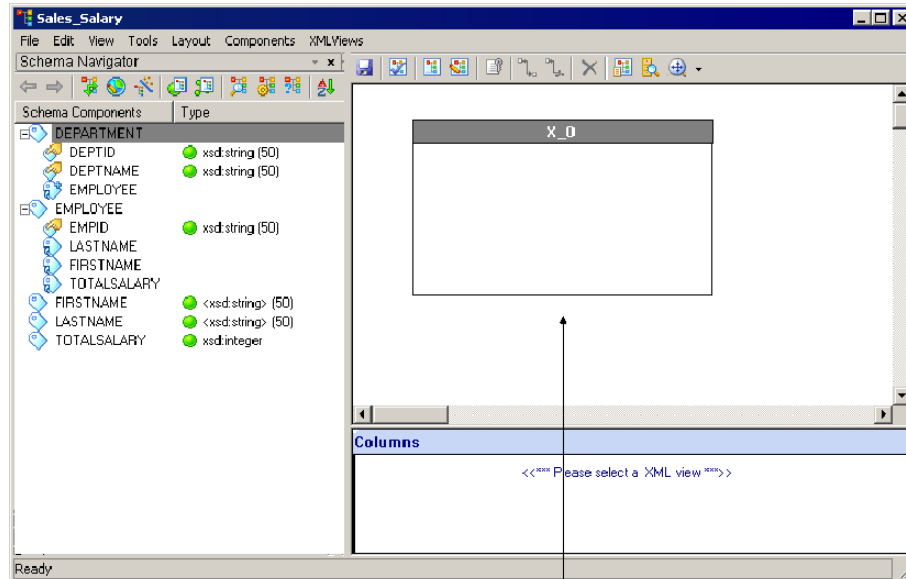 Sales_Salary
File Edit View Tools Layout Components XMLViews
Schema Navigator
Schema Components Type
DEPARTMENT
DEPTID xsd:string (50)
DEPTNAME xsd:string (50)
EMPLOYEE
EMPLOYEE
EMPID xsd:string (50)
LASTNAME
FIRSTNAME
TOTALSALARY
FIRSTNAME <xsd:string> (50)
LASTNAME <xsd:string> (50)
TOTALSALARY xsd:integer
X_0
Columns
<<*** Please select a XML view ***>>
Ready